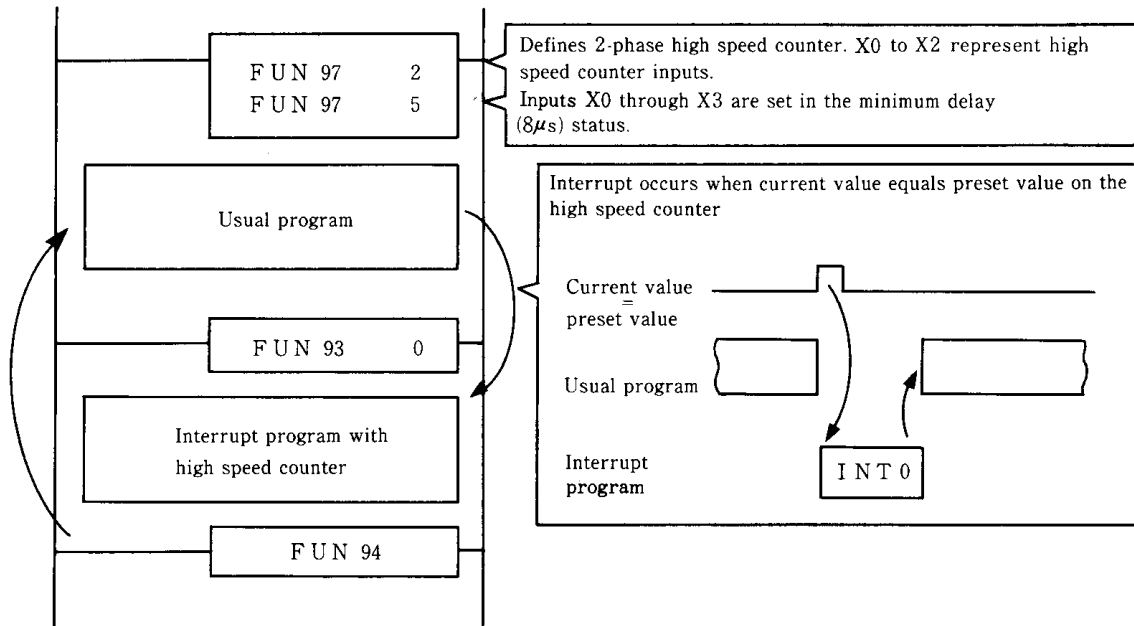 FUN 97 2
FUN 97 5
Defines 2-phase high speed counter. X0 to X2 represent high
speed counter inputs.
Inputs X0 through X3 are set in the minimum delay
(8μs) status.
Usual program
FUN 93 0
Interrupt program with
high speed counter
FUN 94
Interrupt occurs when current value equals preset value on the
high speed counter
Current value
=
preset value
Usual program
Interrupt
program
INT0